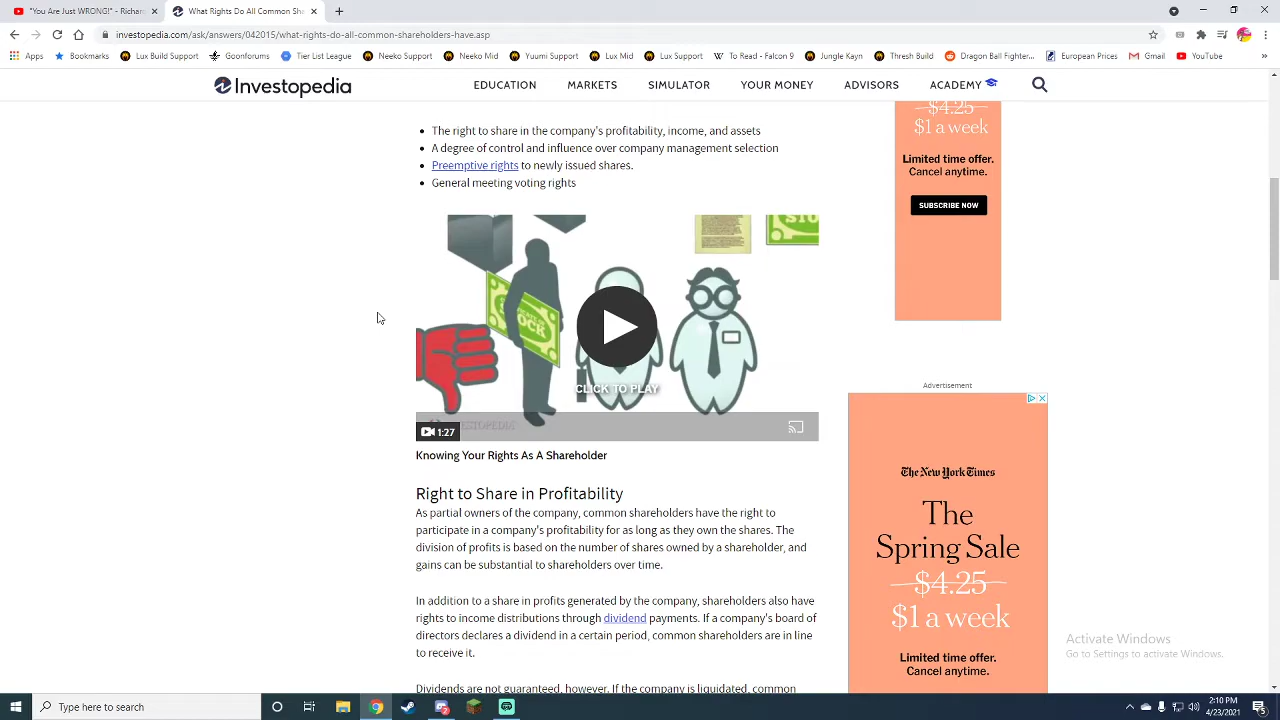 "You Are Just WRONG!" - Richar
What Rights Do All Common Sha
investopedia.com/ask/answers/042015/what-rights-do-all-common-shareholders-have.asp
Apps
Bookmarks
Lux Build Support
Goonfinoms
Tier List League
Neeko Support
NeekoMid
Yuumi Support
Lux Mid
Lux Support
To Read - Falcon 9
Jungle Kayn
Thresh Build
Dragon Ball Fighter...
European Prices
Gmail
YouTube
Investopedia
EDUCATION
MARKETS
SIMULATOR
YOUR MONEY
ADVISORS
ACADEMY
The right to share in the company's profitability, income, and assets
A degree of control and influence over company management selection
Preemptive rights to newly issued shares.
General meeting voting rights
$4.25
$1 a week
Limited time offer.
Cancel anytime.
SUBSCRIBE NOW
CLICK TO PLAY
1:27
Knowing Your Rights As A Shareholder
Right to Share in Profitability
As partial owners of the company, common shareholders have the right to
participate in a company's profitability for as long as they own the shares. The
division of profits is based on the number of shares owned by a shareholder, and
gains can be substantial to shareholders over time.
In addition to a share in profits generated by the company, shareholders also have
rights to income distributions through dividend payments. If a company's board of
directors declares a dividend in a certain period, common shareholders are in line
to receive it.
Dividends are not guaranteed, however. If the company is liquidated, common
Advertisement
The New York Times
The
Spring Sale
$4.25
$1 a week
Limited time offer.
Cancel anytime.
Activate Windows
Go to Settings to activate Windows.
Type here to search
2:10 PM
4/23/2021